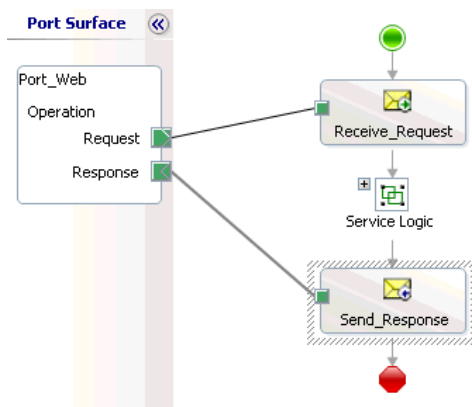 Port Surface
Port_Web
Operation
Request
Response
Receive_Request
Service Logic
Send_Response